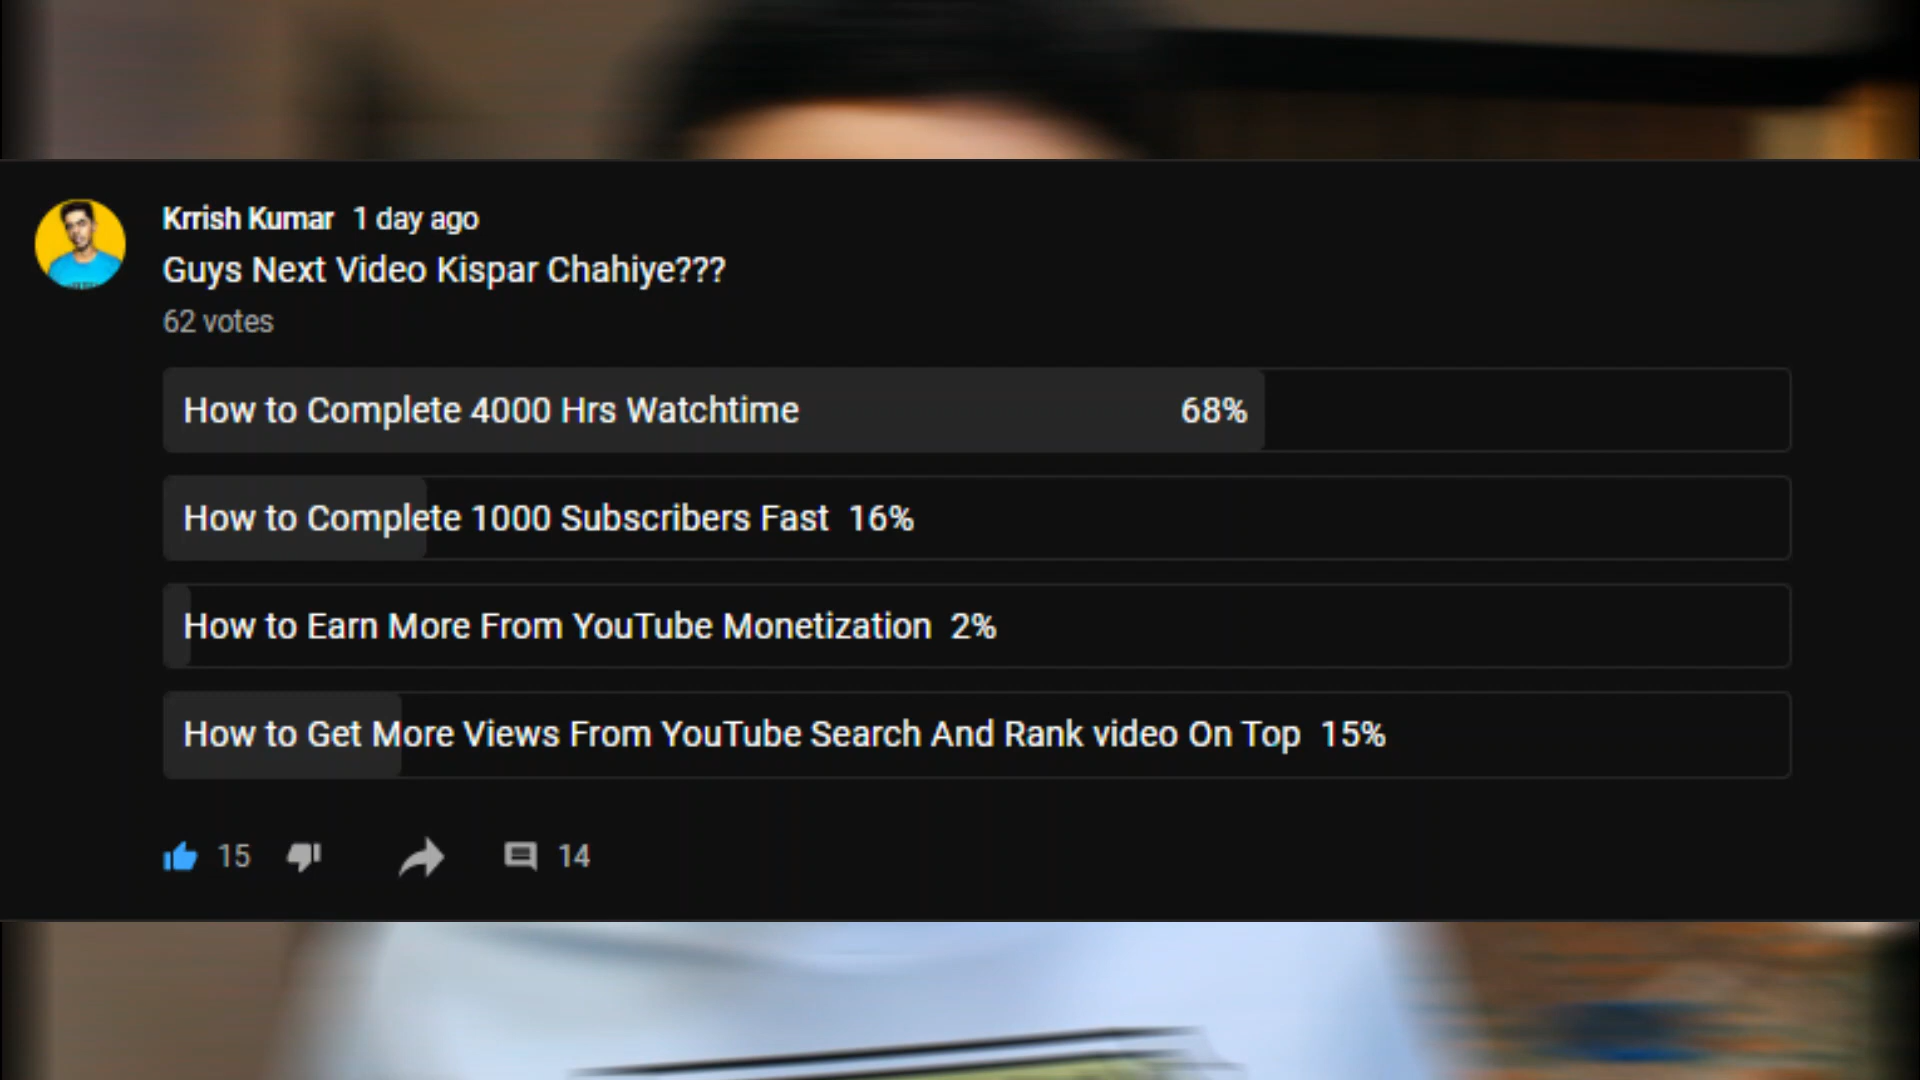 Krrish Kumar 1 day ago
Guys Next Video Kispar Chahiye???
62 votes
How to Complete 4000 Hrs Watchtime 68%
How to Complete 1000 Subscribers Fast 16%
How to Earn More From YouTube Monetization 2%
How to Get More Views From YouTube Search And Rank video On Top 15%
15 14